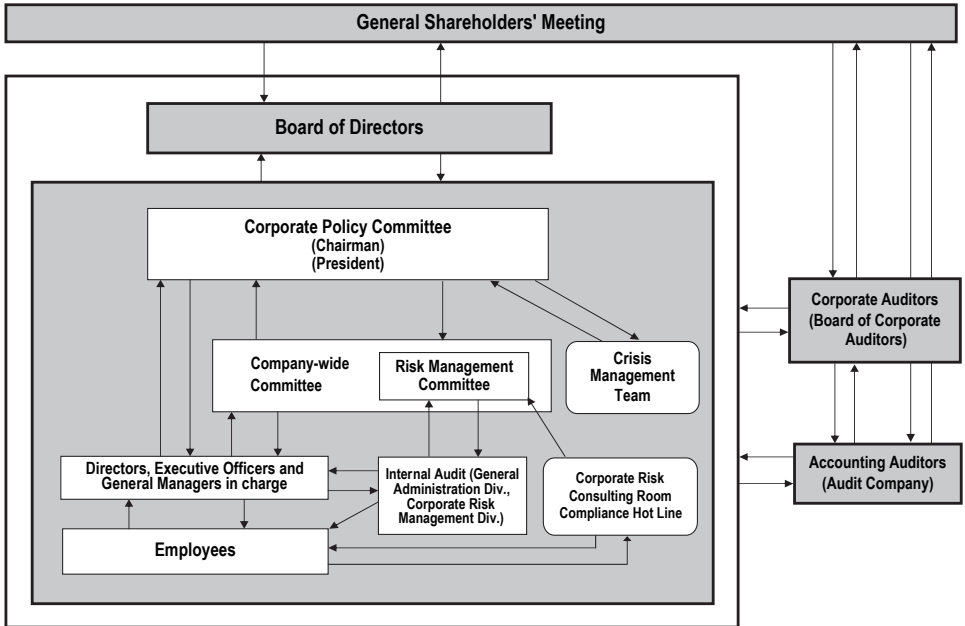 General Shareholders' Meeting
Board of Directors
Corporate Policy Committee
(Chairman)
(President)
Company-wide
Committee
Risk Management
Committee
Crisis
Management
Team
Corporate Auditors
(Board of Corporate
Auditors)
Directors, Executive Officers and
General Managers in charge
Internal Audit (General
Administration Div.,
Corporate Risk
Management Div.)
Corporate Risk
Consulting Room
Compliance Hot Line
Accounting Auditors
(Audit Company)
Employees